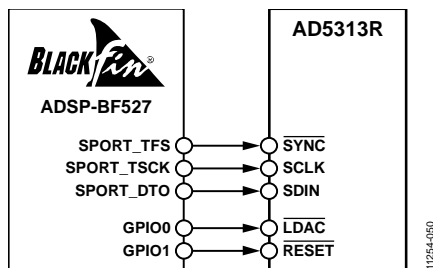 BLACKfin®
ADSP-BF527
SPORT_TFS
SPORT_TSCK
SPORT_DTO
GPIO0
GPIO1
AD5313R
SYNC
SCLK
SDIN
LDAC
RESET
11254-050